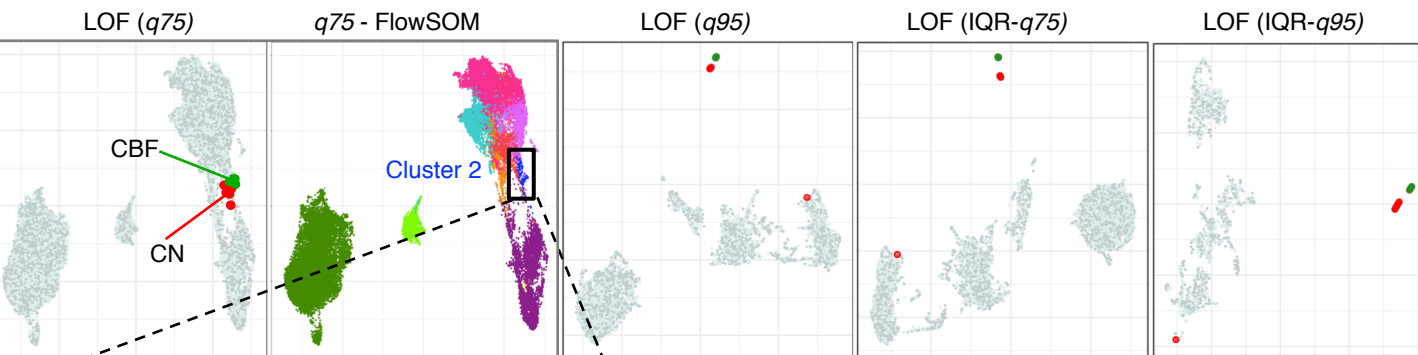 LOF (q75)
q75 - FlowSOM
LOF (q95)
LOF (IQR-q75)
LOF (IQR-q95)
CBF
Cluster 2
CN